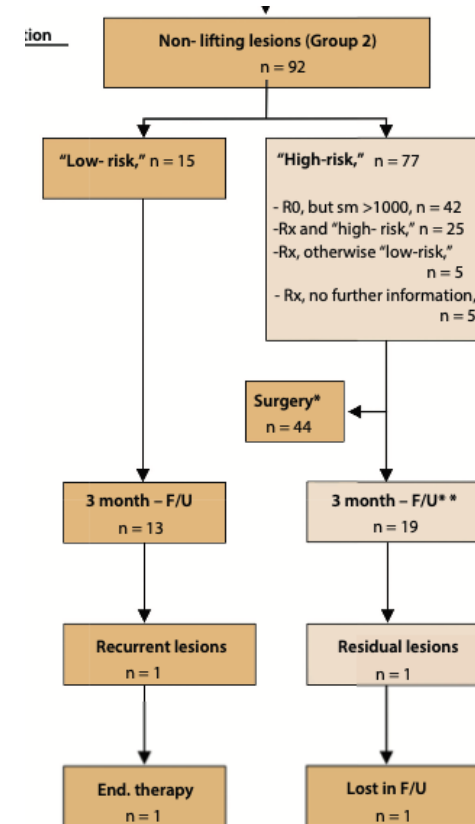 tion
Non- lifting lesions (Group 2)
n = 92
“Low- risk,” n = 15
“High-risk,” n = 77
- R0, but sm >1000, n = 42
-Rx and “high- risk,” n = 25
-Rx, otherwise “low-risk,”
n = 5
- Rx, no further information,
n = 5
Surgery*
n = 44
3 month – F/U
n = 13
3 month – F/U* *
n = 19
Recurrent lesions
n = 1
Residual lesions
n = 1
End. therapy
n = 1
Lost in F/U
n = 1